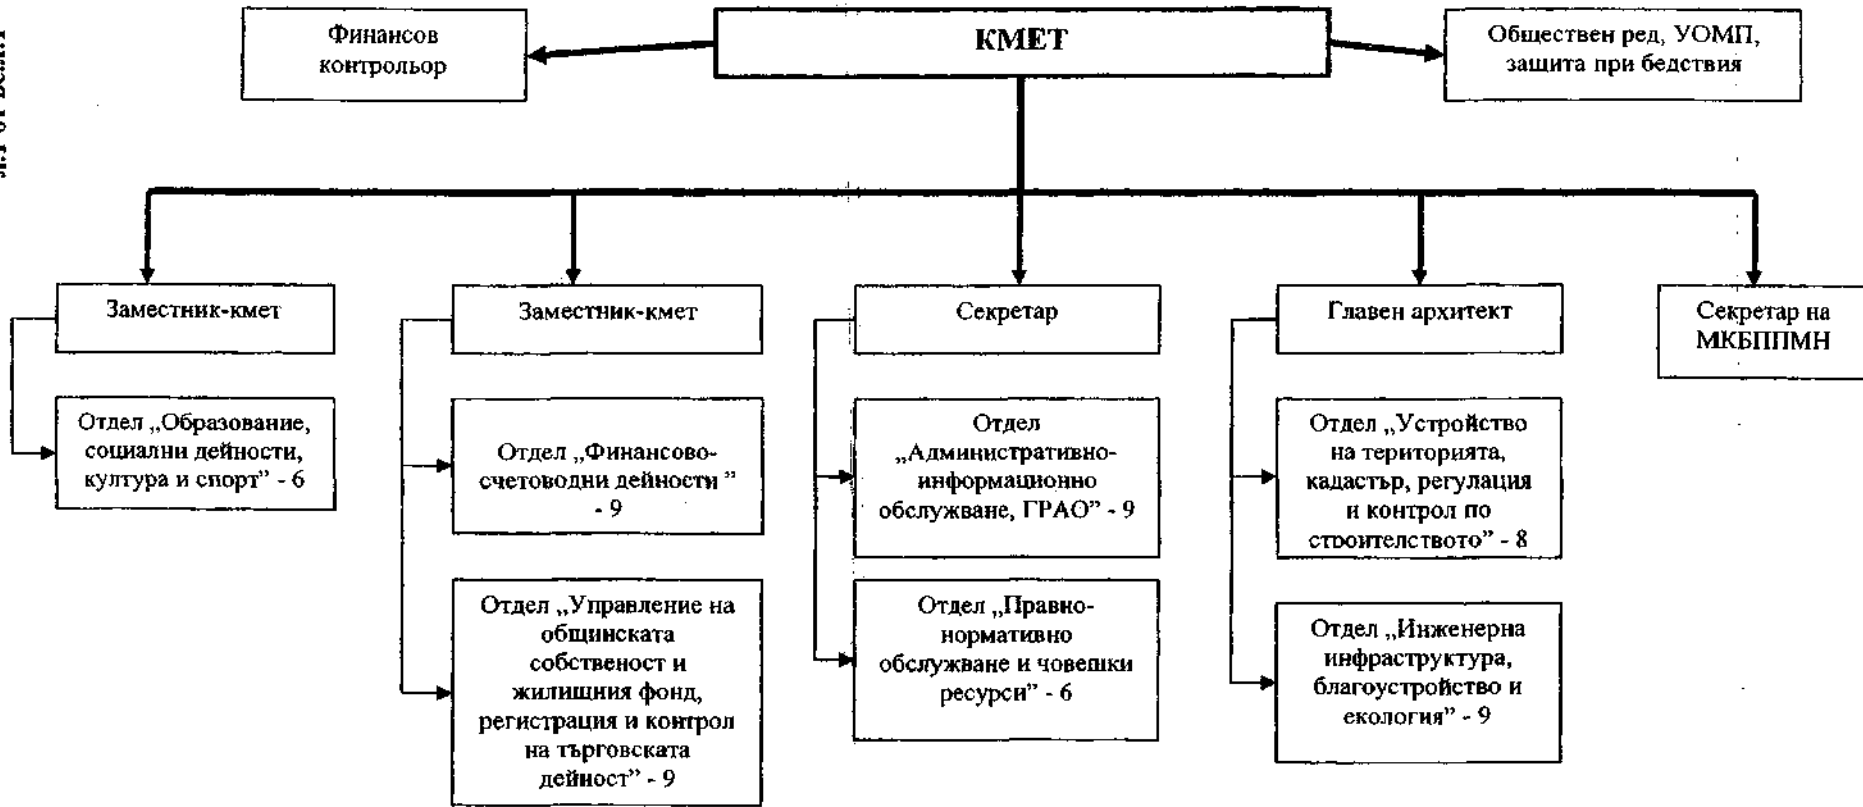 Финансов
контрольор
КМЕТ
Обществен ред, УОМП,
защита при бедствия
Заместник-кмет
Заместник-кмет
Секретар
Главен архитект
Секретар на
МКБППМН
Отдел „Образование,
социални дейности,
култура и спорт” - 6
Отдел „Финансово-
счетоводни дейности ”
- 9
Отдел
„Административно-
информационно
обслужване, ГРАО” - 9
Отдел „Устройство
на територията,
кадастър, регулация
и контрол по
строителството” - 8
Отдел „Управление на
общинската
собственост и
жилищния фонд,
регистрация и контрол
на търговската
дейност” - 9
Отдел „Правно-
нормативно
обслужване и човешки
ресурси” - 6
Отдел „Инженерна
инфраструктура,
благоустройство и
екология” - 9